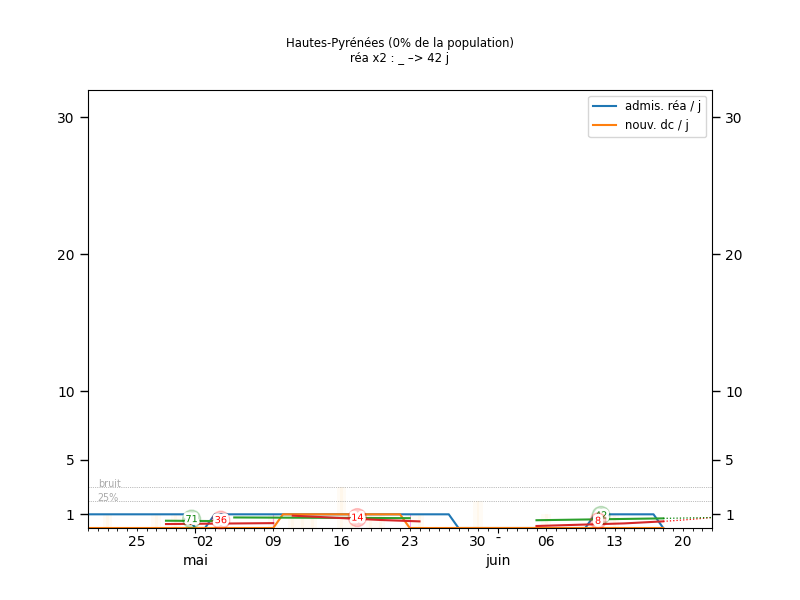 Hautes-Pyrénées (0% de la population)
réa x2 : _ –> 42 j
admis. réa / j
nouv. dc / j
30 30
20 20
10 10
5 5
bruit
25%
1 1
71 36 14 8
25 02 09 16 23 30 - 06 13 20
mai juin